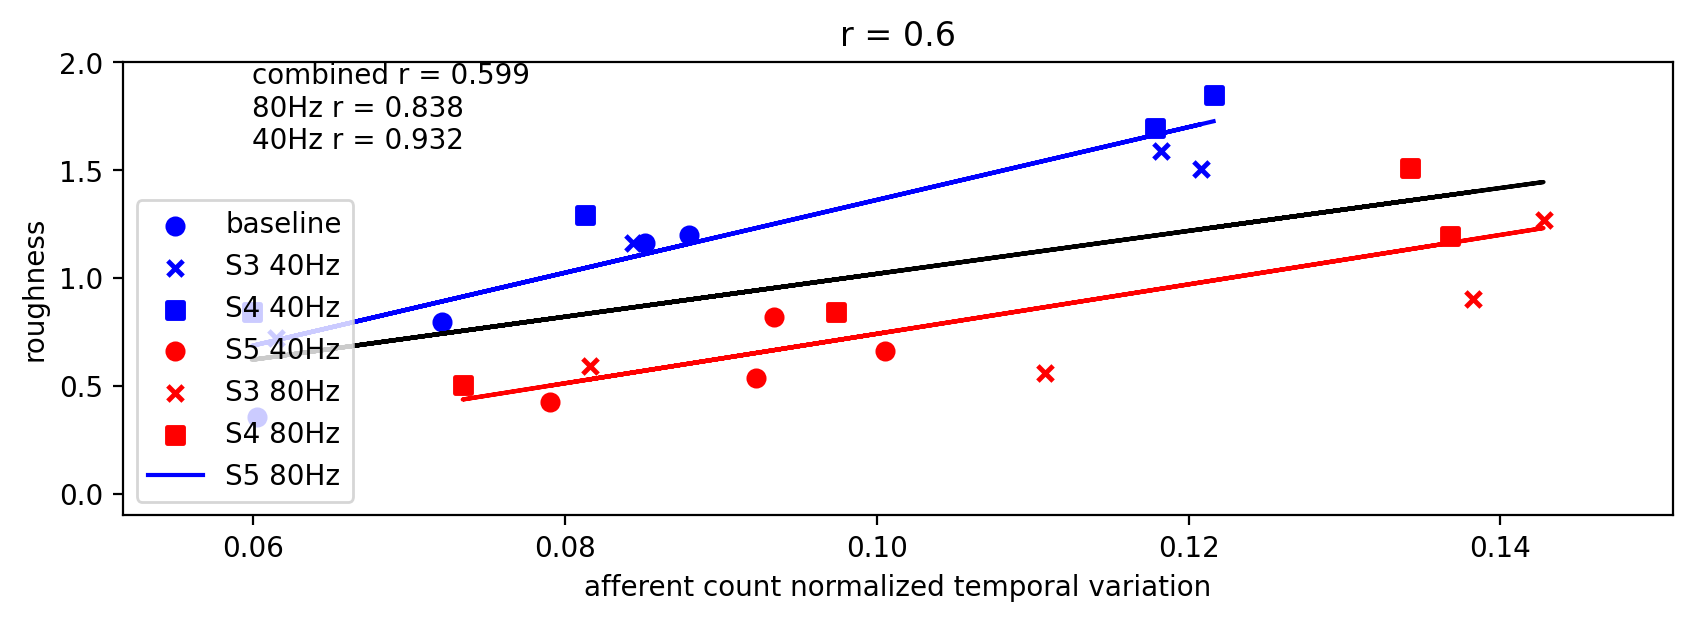 r = 0.6
combined r = 0.599
80Hz r = 0.838
40Hz r = 0.932
baseline
S3 40Hz
S4 40Hz
S5 40Hz
S3 80Hz
S4 80Hz
S5 80Hz
roughness
2.0
1.5
1.0
0.5
0.0
0.06 0.08 0.10 0.12 0.14
afferent count normalized temporal variation